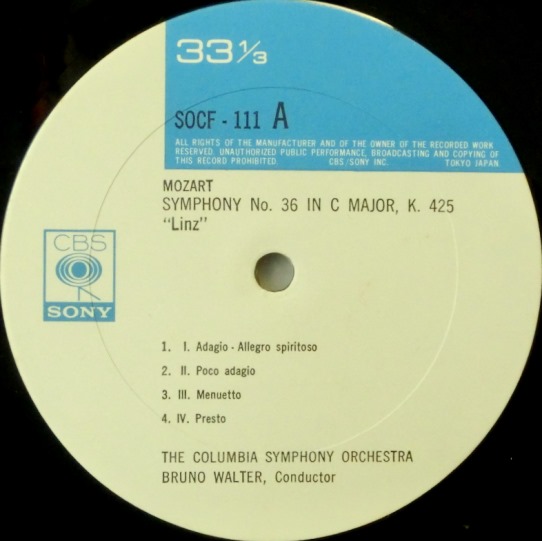 33 1/3
SOCF - 111 A
ALL RIGHTS OF THE MANUFACTURER AND OF THE OWNER OF THE RECORDED WORK
RESERVED. UNAUTHORIZED PUBLIC PERFORMANCE, BROADCASTING AND COPYING OF
THIS RECORD PROHIBITED. CBS/SONY INC. TOKYO JAPAN.
MOZART
SYMPHONY No. 36 IN C MAJOR, K. 425
“Linz”
CBS
SONY
1. I. Adagio - Allegro spiritoso
2. II. Poco adagio
3. III. Menuetto
4. IV. Presto
THE COLUMBIA SYMPHONY ORCHESTRA
BRUNO WALTER, Conductor